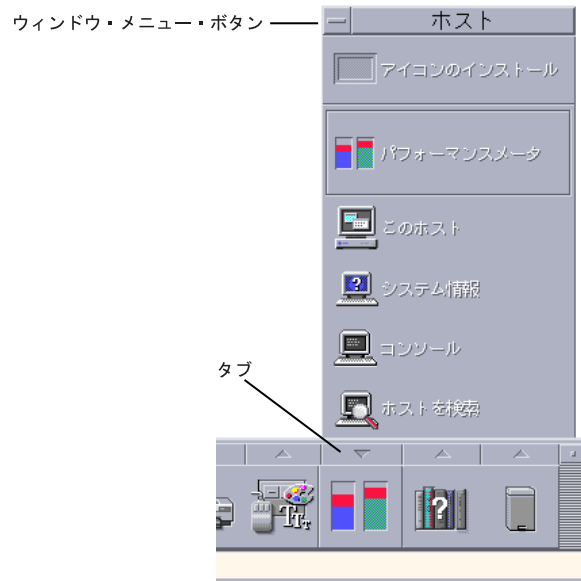 ウィンドウ・メニュー・ボタン
ホスト
アイコンのインストール
パフォーマンスメータ
このホスト
システム情報
コンソール
ホストを検索
タブ